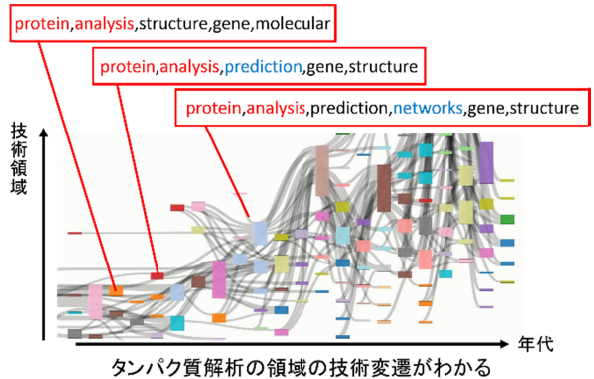 protein,analysis,structure,gene,molecular
protein,analysis,prediction,gene,structure
protein,analysis,prediction,networks,gene,structure
技術領域
年代
タンパク質解析の領域の技術変遷がわかる